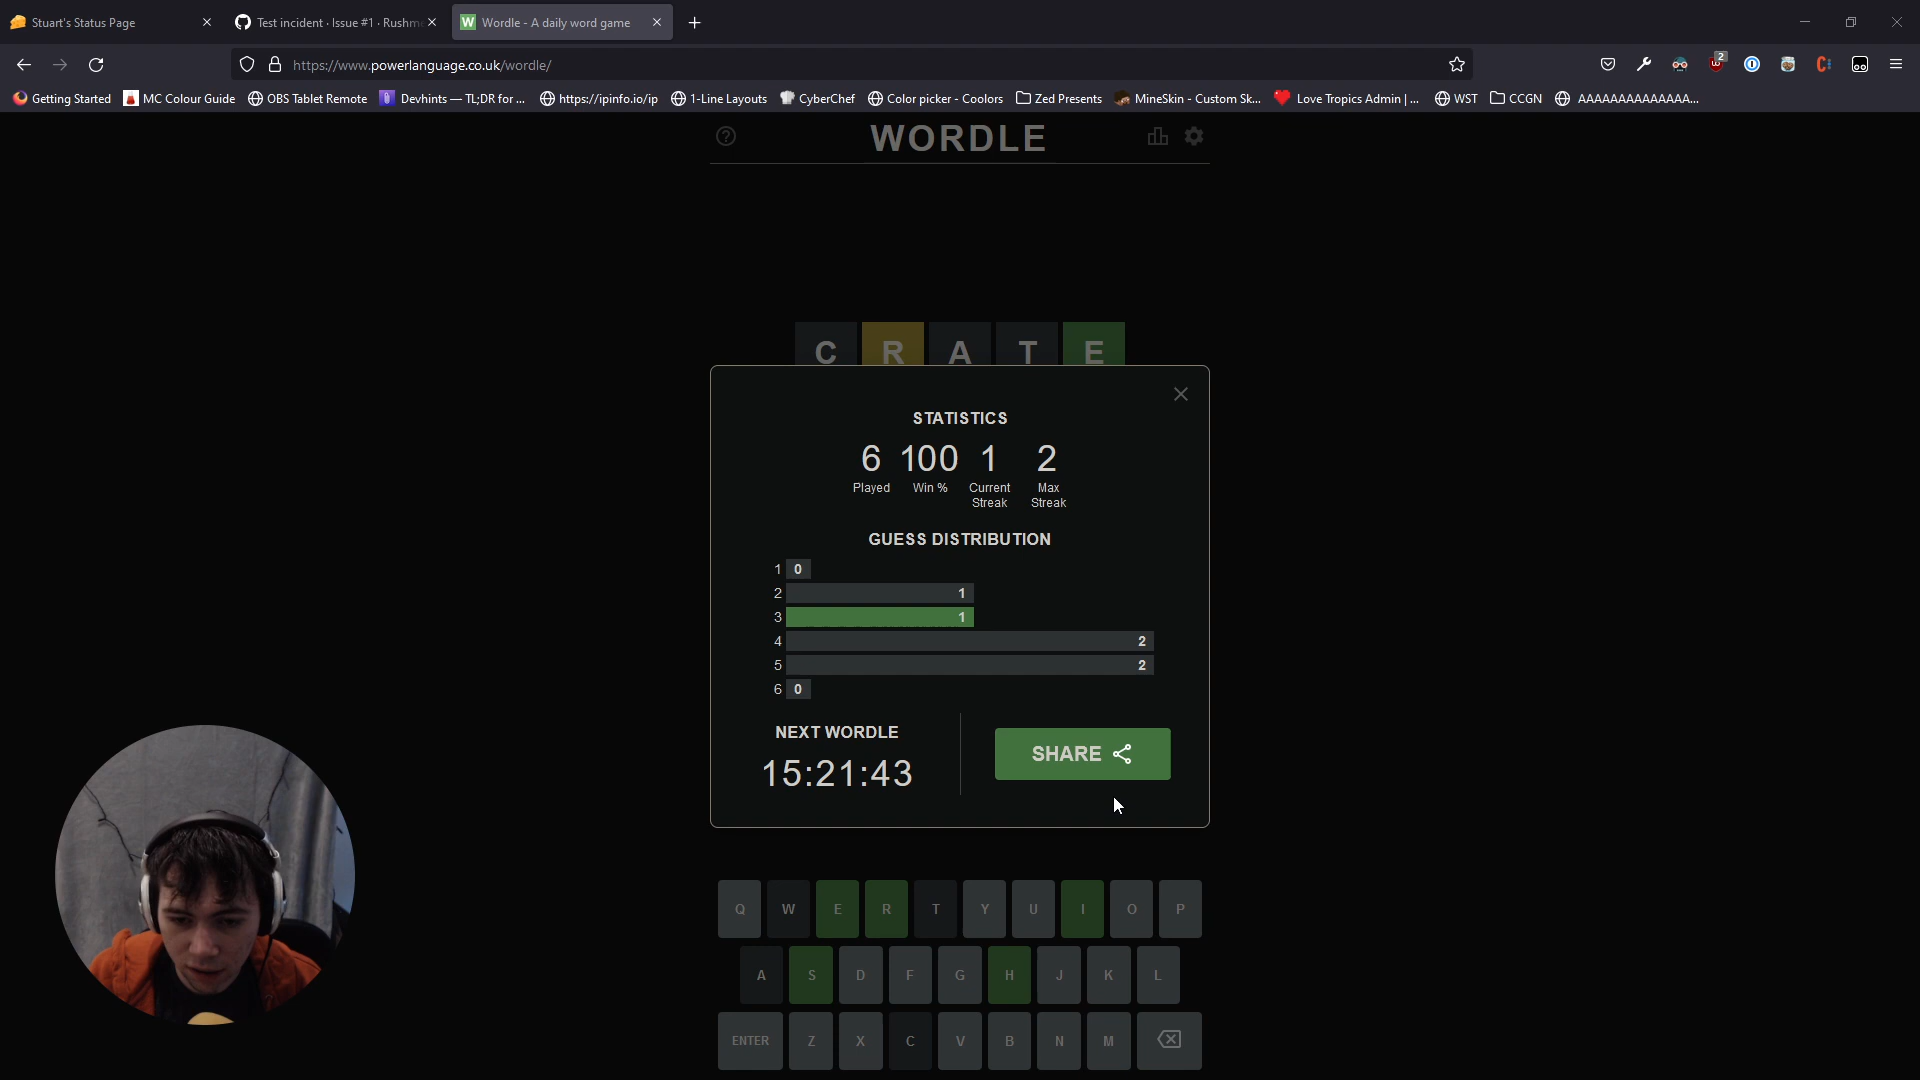 Stuart's Status Page
Test incident · Issue #1 · Rushm
Wordle - A daily word game
https://www.powerlanguage.co.uk/wordle/
2
Getting Started
MC Colour Guide
OBS Tablet Remote
Devhints — TL;DR for ...
https://ipinfo.io/ip
1-Line Layouts
CyberChef
Color picker - Coolors
Zed Presents
MineSkin - Custom Sk...
Love Tropics Admin | ...
WST
CCGN
AAAAAAAAAAAAAA...
WORDLE
C R A T E
STATISTICS
6 100 1 2
Played Win % Current Streak Max Streak
GUESS DISTRIBUTION
1 0
2 1
3 1
4 2
5 2
6 0
NEXT WORDLE
15:21:43
SHARE
Q W E R T Y U I O P
A S D F G H J K L
ENTER Z X C V B N M